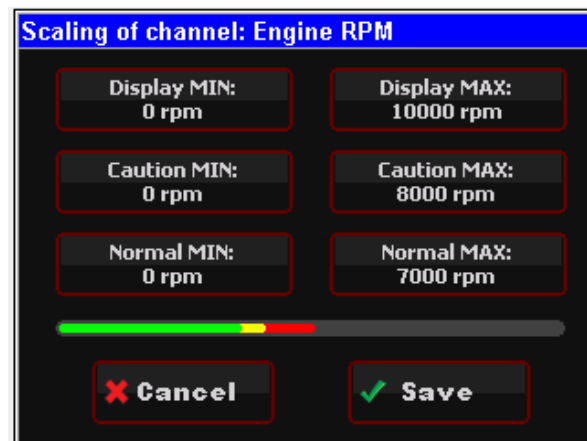 Scaling of channel: Engine RPM
Display MIN:
0 rpm
Display MAX:
10000 rpm
Caution MIN:
0 rpm
Caution MAX:
8000 rpm
Normal MIN:
0 rpm
Normal MAX:
7000 rpm
Cancel
Save